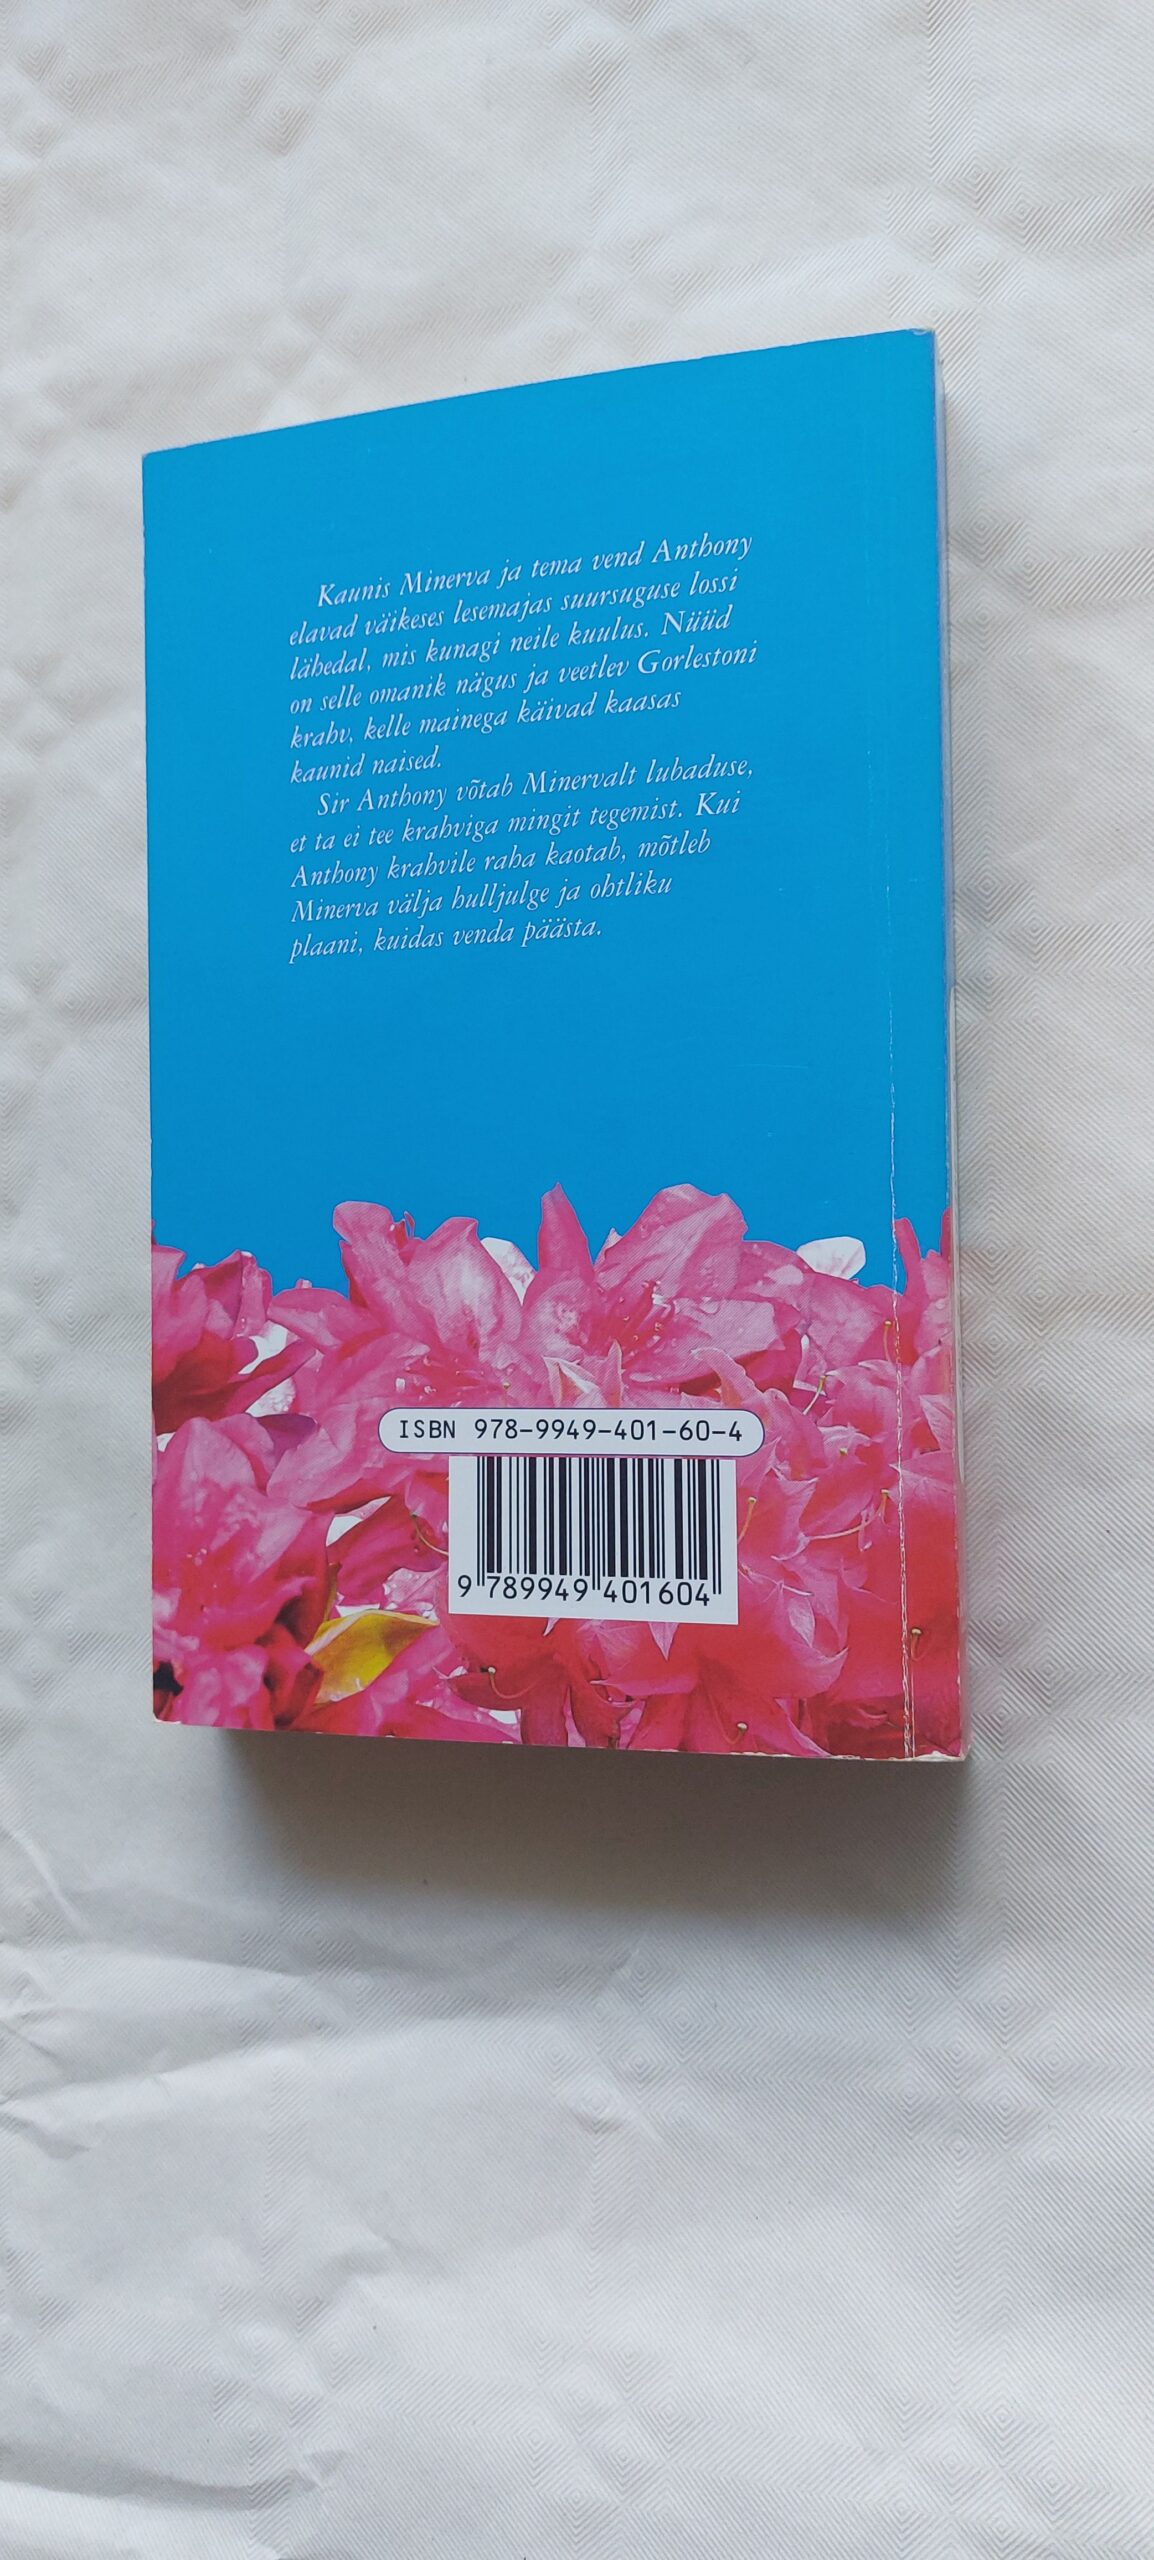 Kaunis Minerva ja tema vend Anthony
elavad väikeses lesemajas suursuguse lossi
lähedal, mis kunagi neile kuulus. Nüüd
on selle omanik nägus ja veetlev Gorlestoni
krahv, kelle mainega käivad kaasas
kaunid naised.
Sir Anthony võtab Minervalt lubaduse,
et ta ei tee krahviga mingit tegemist. Kui
Anthony krahvile raha kaotab, mõtleb
Minerva välja hulljulge ja ohtliku
plaani, kuidas venda päästa.
ISBN 978-9949-401-60-4
9 789949 401604